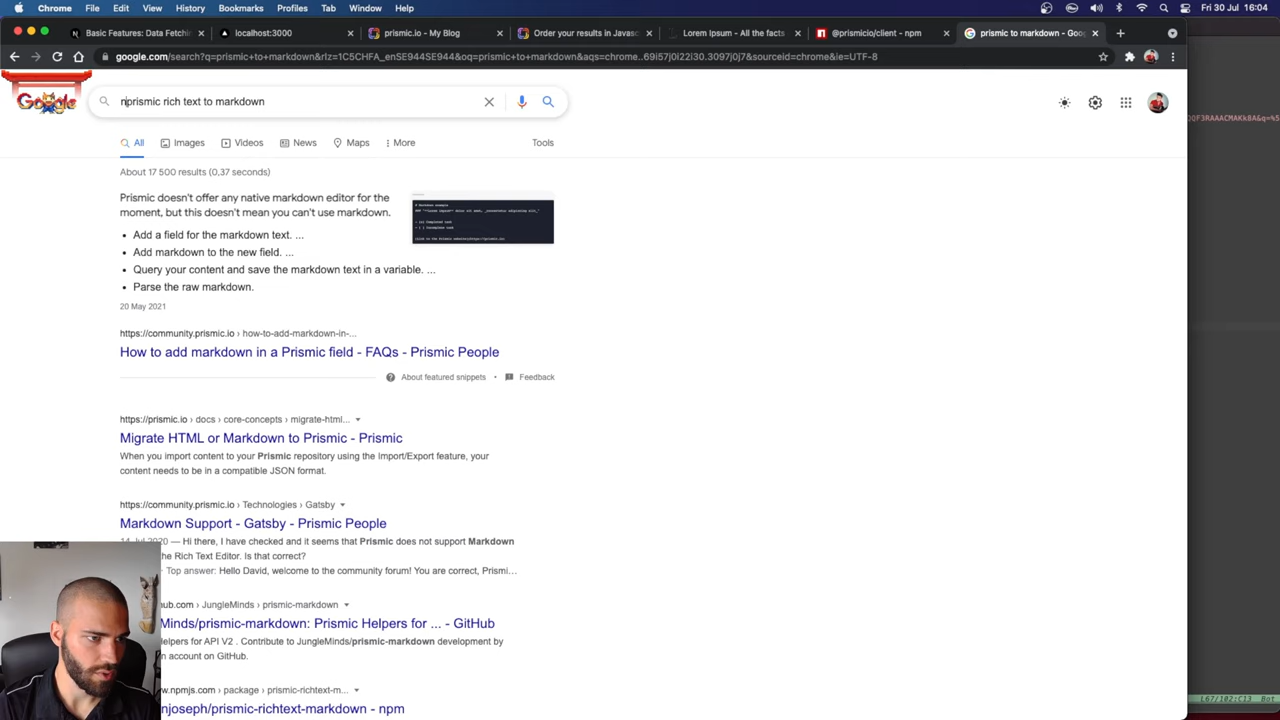 Chrome File Edit View History Bookmarks Profiles Tab Window Help
Fri 30 Jul 16:04
Basic Features: Data Fetchin
localhost:3000
prismic.io - My Blog
Order your results in Javasc
Lorem Ipsum - All the facts
@prismicio/client - npm
prismic to markdown - Goo
google.com/search?q=prismic+to+markdown&rlz=1C5CHFA_enSE944SE944&oq=prismic+to+markdown&aqs=chrome..69i57j0i22i30.3097j0j7&sourceid=chrome&ie=UTF-8
Google
nprismic rich text to markdown
All Images Videos News Maps More Tools
About 17 500 results (0,37 seconds)
Prismic doesn't offer any native markdown editor for the
moment, but this doesn't mean you can't use markdown.
• Add a field for the markdown text. ...
• Add markdown to the new field. ...
• Query your content and save the markdown text in a variable. ...
• Parse the raw markdown.
20 May 2021
https://community.prismic.io › how-to-add-markdown-in-...
How to add markdown in a Prismic field - FAQs - Prismic People
About featured snippets • Feedback
https://prismic.io › docs › core-concepts › migrate-html...
Migrate HTML or Markdown to Prismic - Prismic
When you import content to your Prismic repository using the Import/Export feature, your
content needs to be in a compatible JSON format.
https://community.prismic.io › Technologies › Gatsby
Markdown Support - Gatsby - Prismic People
14 Jul 2020 — Hi there, I have checked and it seems that Prismic does not support Markdown
he Rich Text Editor. Is that correct?
Top answer: Hello David, welcome to the community forum! You are correct, Prismi...
hub.com › JungleMinds › prismic-markdown
Minds/prismic-markdown: Prismic Helpers for ... - GitHub
elpers for API V2 . Contribute to JungleMinds/prismic-markdown development by
n account on GitHub.
w.npmjs.com › package › prismic-richtext-m...
njoseph/prismic-richtext-markdown - npm
L67/102:C13 Bot